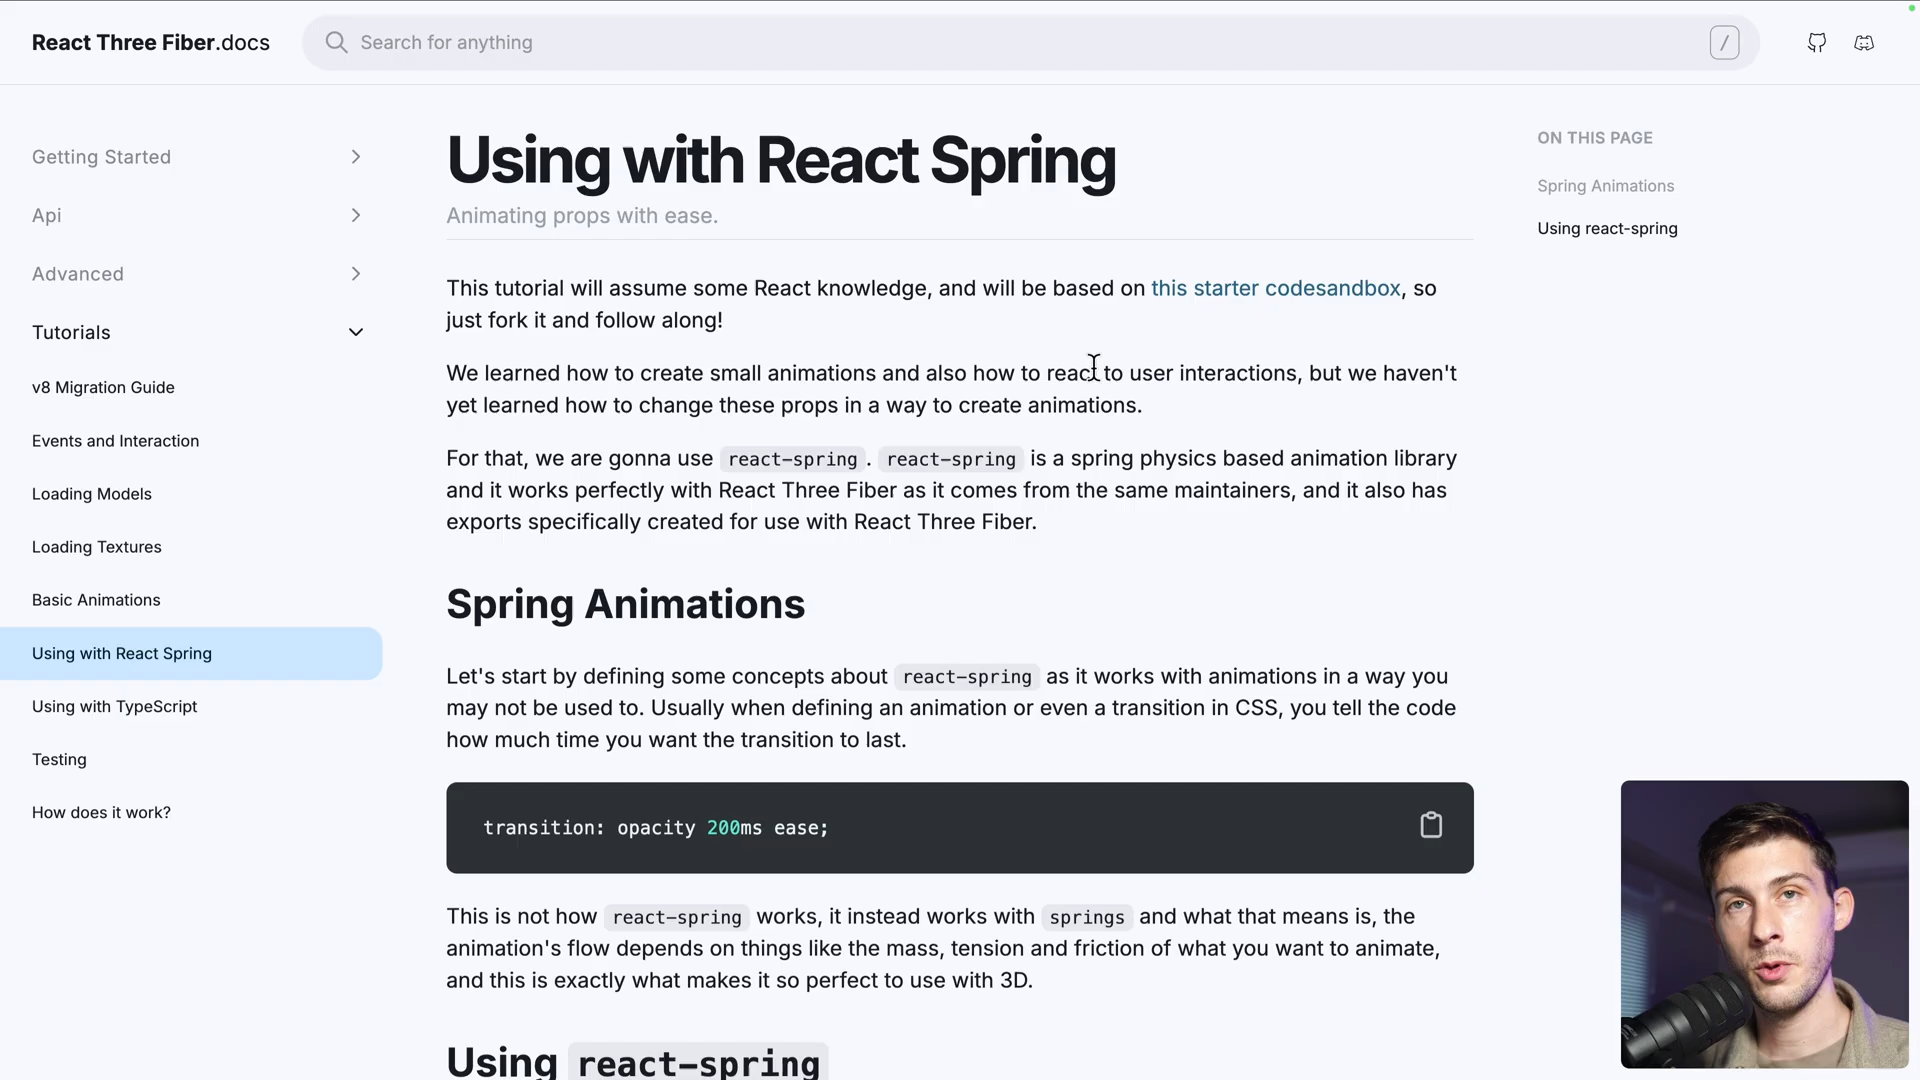 React Three Fiber.docs
Search for anything
/
Getting Started
Api
Advanced
Tutorials
v8 Migration Guide
Events and Interaction
Loading Models
Loading Textures
Basic Animations
Using with React Spring
Using with TypeScript
Testing
How does it work?
Using with React Spring
Animating props with ease.
This tutorial will assume some React knowledge, and will be based on this starter codesandbox, so
just fork it and follow along!
We learned how to create small animations and also how to react to user interactions, but we haven't
yet learned how to change these props in a way to create animations.
For that, we are gonna use react-spring. react-spring is a spring physics based animation library
and it works perfectly with React Three Fiber as it comes from the same maintainers, and it also has
exports specifically created for use with React Three Fiber.
Spring Animations
Let's start by defining some concepts about react-spring as it works with animations in a way you
may not be used to. Usually when defining an animation or even a transition in CSS, you tell the code
how much time you want the transition to last.
transition: opacity 200ms ease;
This is not how react-spring works, it instead works with springs and what that means is, the
animation's flow depends on things like the mass, tension and friction of what you want to animate,
and this is exactly what makes it so perfect to use with 3D.
Using react-spring
ON THIS PAGE
Spring Animations
Using react-spring